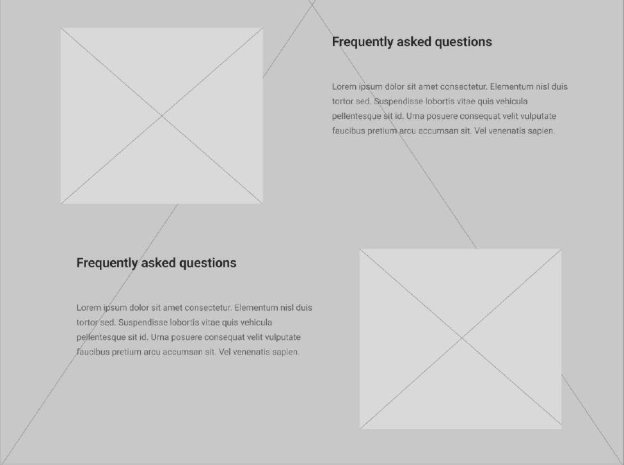 Frequently asked questions
Lorem ipsum dolor sit amet consectetur. Elementum nisl duis
tortor sed. Suspendisse lobortis vitae quis vehicula
pellentesque sit id. Urna posuere consequat velit vulputate
faucibus pretium arcu accumsan sit. Vel venenatis sapien.
Frequently asked questions
Lorem ipsum dolor sit amet consectetur. Elementum nisl duis
tortor sed. Suspendisse lobortis vitae quis vehicula
pellentesque sit id. Urna posuere consequat velit vulputate
faucibus pretium arcu accumsan sit. Vel venenatis sapien.